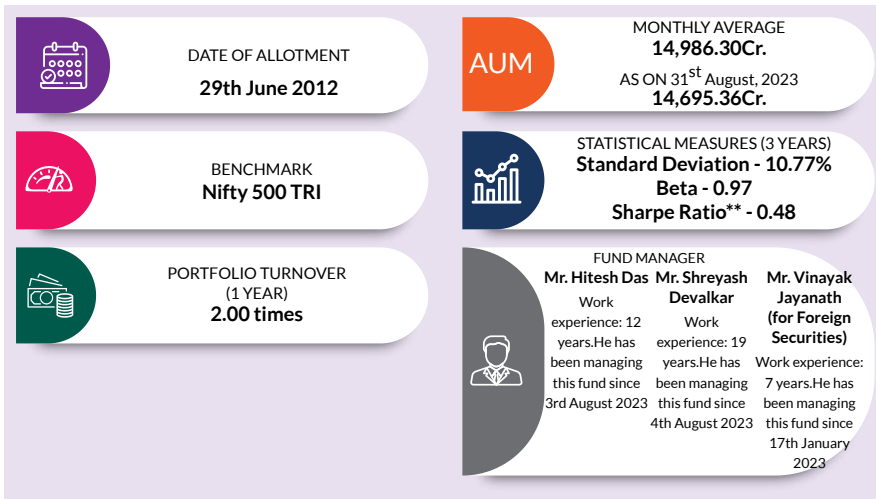 DATE OF ALLOTMENT
29th June 2012
BENCHMARK
Nifty 500 TRI
PORTFOLIO TURNOVER
(1 YEAR)
2.00 times
AUM
MONTHLY AVERAGE
14,986.30Cr.
AS ON 31st August, 2023
14,695.36Cr.
STATISTICAL MEASURES (3 YEARS)
Standard Deviation - 10.77%
Beta - 0.97
Sharpe Ratio** - 0.48
FUND MANAGER
Mr. Hitesh Das
Work
experience: 12
years.He has
been managing
this fund since
3rd August 2023
Mr. Shreyash
Devalkar
Work
experience: 19
years.He has
been managing
this fund since
4th August 2023
Mr. Vinayak
Jayanath
(for Foreign
Securities)
Work experience:
7 years.He has
been managing
this fund since
17th January
2023